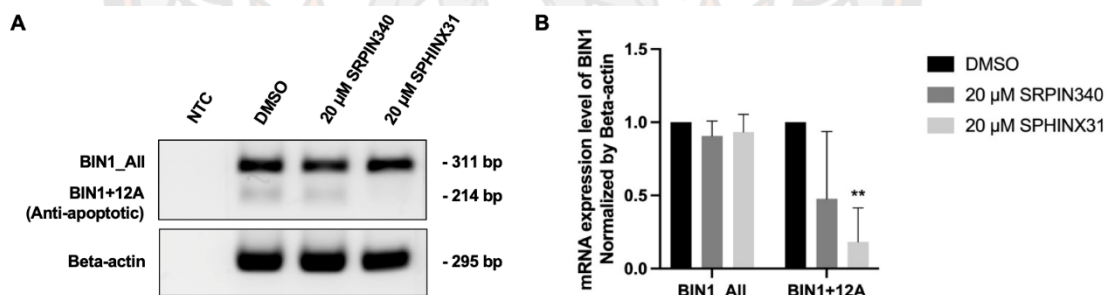 A
NTC
DMSO
20 µM SRPIN340
20 µM SPHINX31
BIN1_All
- 311 bp
BIN1+12A
(Anti-apoptotic)
- 214 bp
Beta-actin
- 295 bp
B
mRNA expression level of BIN1
Normalized by Beta-actin
1.5
1.0
0.5
0.0
**
BIN1_All
BIN1+12A
DMSO
20 µM SRPIN340
20 µM SPHINX31